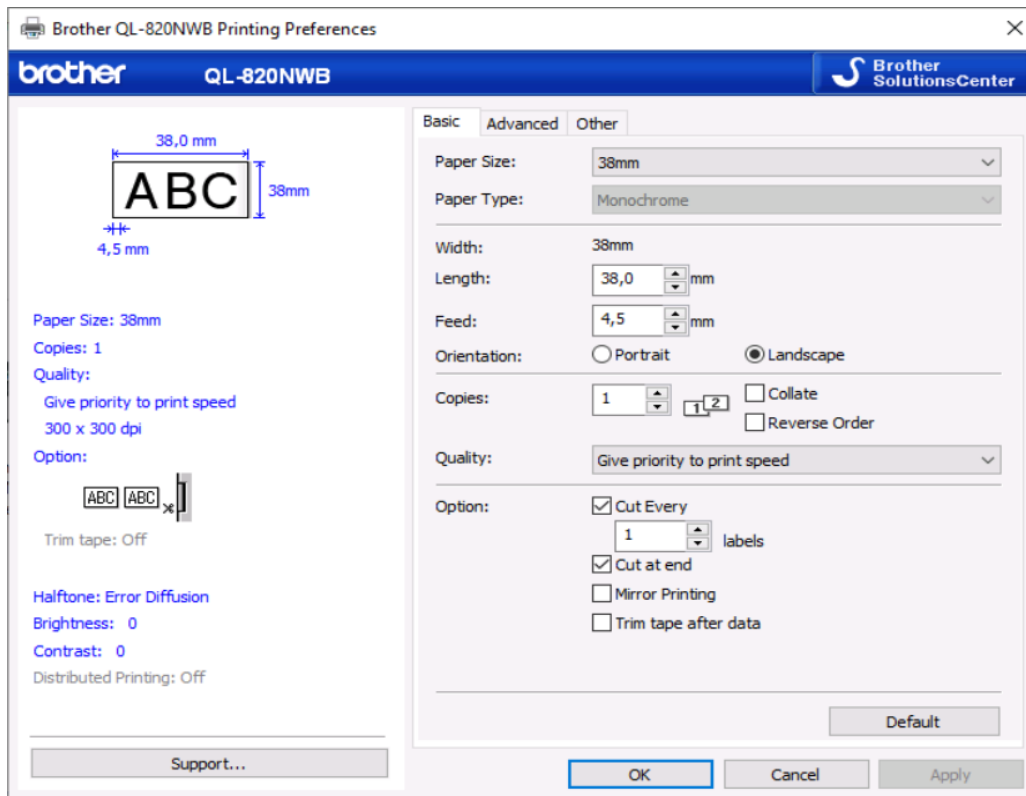 Brother QL-820NWB Printing Preferences
brother QL-820NWB Brother SolutionsCenter
38,0 mm
ABC
38mm
4,5 mm
Paper Size: 38mm
Copies: 1
Quality:
Give priority to print speed
300 x 300 dpi
Option:
ABC ABC
Trim tape: Off
Halftone: Error Diffusion
Brightness: 0
Contrast: 0
Distributed Printing: Off
Support...
Basic Advanced Other
Paper Size: 38mm
Paper Type: Monochrome
Width: 38mm
Length: 38,0 mm
Feed: 4,5 mm
Orientation: Portrait Landscape
Copies: 1 1 2 Collate
Reverse Order
Quality: Give priority to print speed
Option: Cut Every
1 labels
Cut at end
Mirror Printing
Trim tape after data
Default
OK Cancel Apply